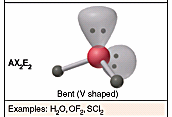 AX₂E₂
Bent (V shaped)
Examples: H₂O, OF₂, SCl₂